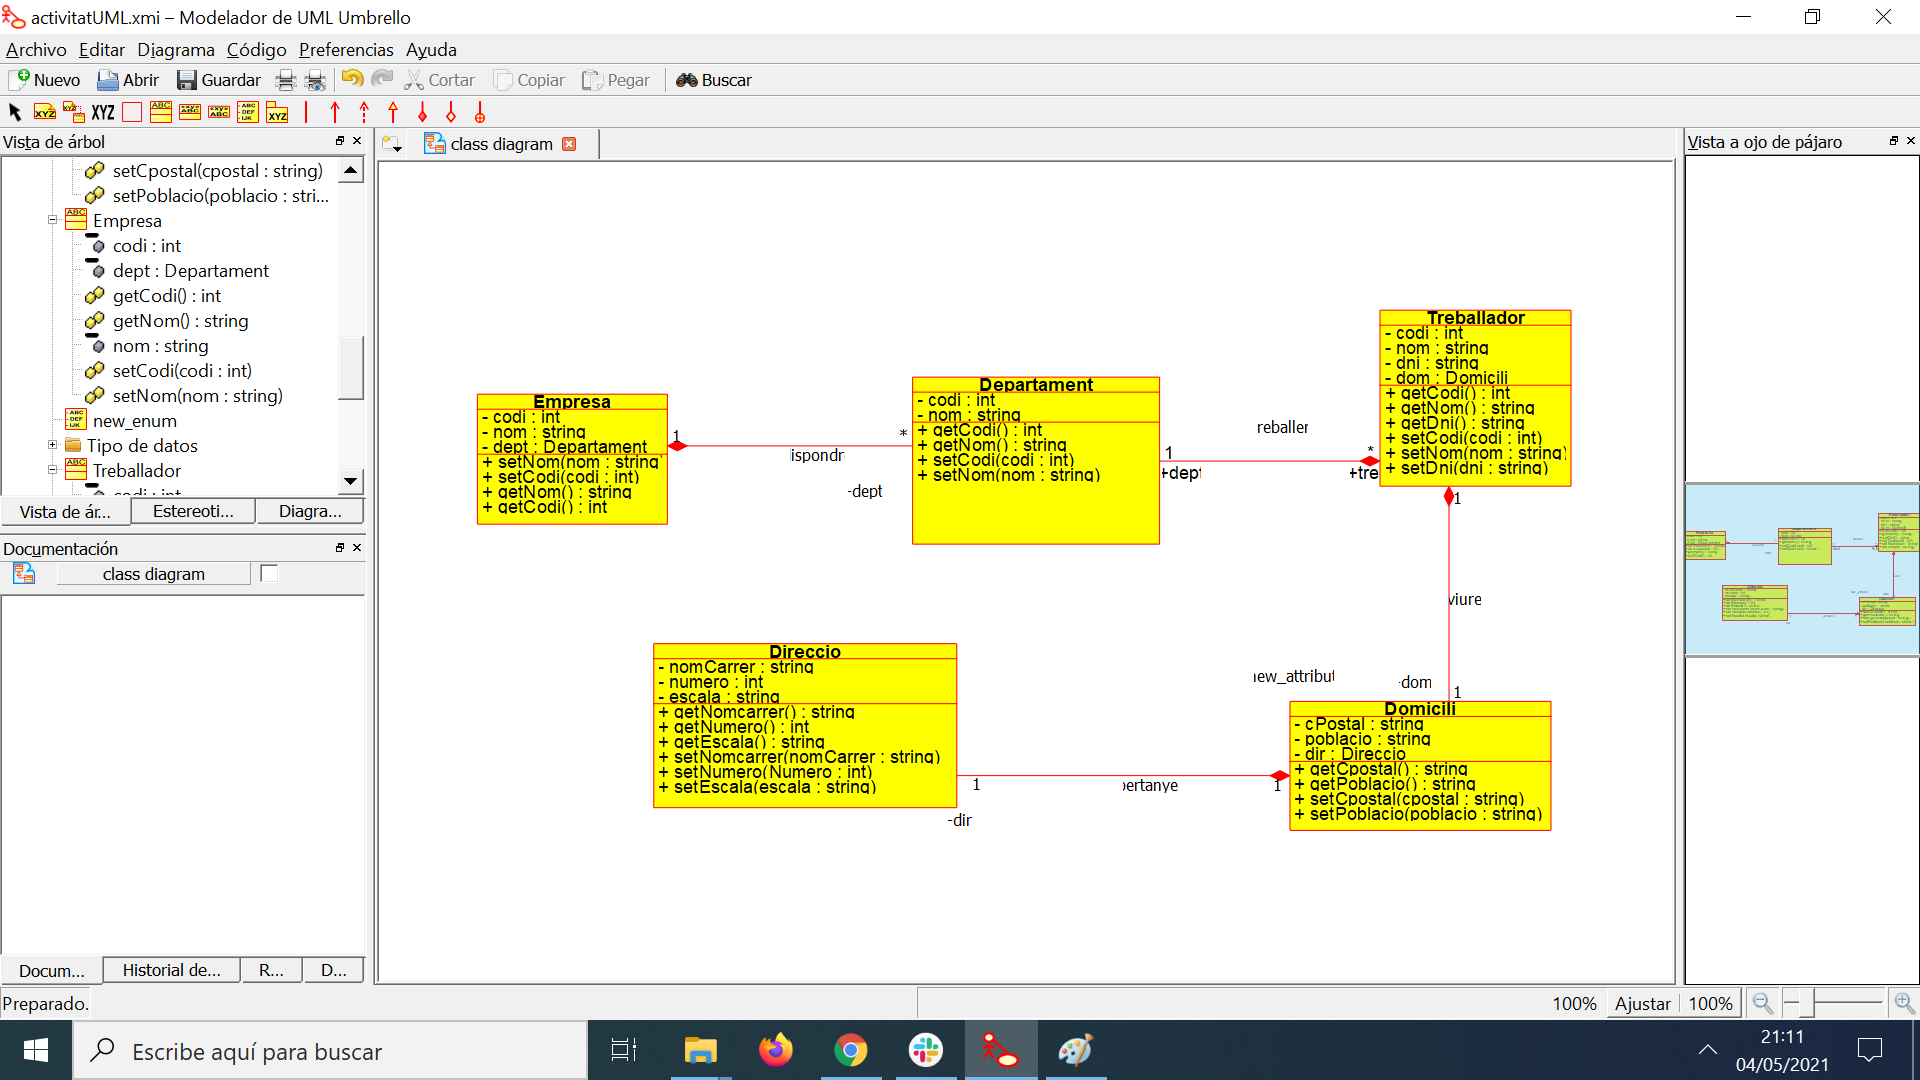 activitatUML.xmi – Modelador de UML Umbrello
Archivo Editar Diagrama Código Preferencias Ayuda
Nuevo Abrir Guardar Cortar Copiar Pegar Buscar
XYZ
Vista de árbol
setCpostal(cpostal : string)
setPoblacio(poblacio : stri...
Empresa
codi : int
dept : Departament
getCodi() : int
getNom() : string
nom : string
setCodi(codi : int)
setNom(nom : string)
new_enum
Tipo de datos
Treballador
codi : int
Vista de ár... Estereoti... Diagra...
Documentación
class diagram
Docum... Historial de... R... D...
Preparado.
class diagram
Empresa
- codi : int
- nom : string
- dept : Departament
+ setNom(nom : string)
+ setCodi(codi : int)
+ getNom() : string
+ getCodi() : int
1
ispondr
*
-dept
Departament
- codi : int
- nom : string
+ getCodi() : int
+ getNom() : string
+ setCodi(codi : int)
+ setNom(nom : string)
reballer
1
+dept
*
+tre
Treballador
- codi : int
- nom : string
- dni : string
- dom : Domicili
+ getCodi() : int
+ getNom() : string
+ getDni() : string
+ setCodi(codi : int)
+ setNom(nom : string)
+ setDni(dni : string)
1
viure
new_attribut
-dom
1
Direccio
- nomCarrer : string
- numero : int
- escala : string
+ getNomcarrer() : string
+ getNumero() : int
+ getEscala() : string
+ setNomcarrer(nomCarrer : string)
+ setNumero(Numero : int)
+ setEscala(escala : string)
1
pertanye
1
-dir
Domicili
- cPostal : string
- poblacio : string
- dir : Direccio
+ getCpostal() : string
+ getPoblacio() : string
+ setCpostal(cpostal : string)
+ setPoblacio(poblacio : string)
Vista a ojo de pájaro
100% Ajustar 100%
Escribe aquí para buscar
21:11
04/05/2021